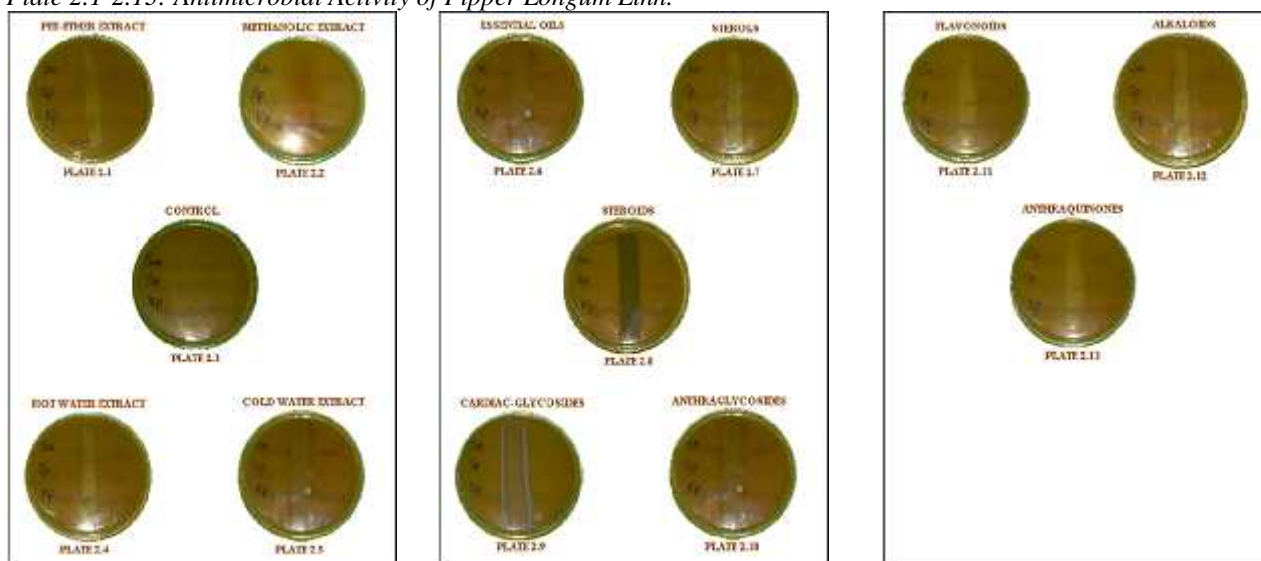 Plate 2.1-2.13: Antimicrobial Activity of Pipper Longum Linn.
PET-ETHER EXTRACT
METHANOLIC EXTRACT
PLATE 2.1
PLATE 2.2
CONTROL
PLATE 2.3
HOT WATER EXTRACT
COLD WATER EXTRACT
PLATE 2.4
PLATE 2.5
ESSENTIAL OILS
STEROLS
PLATE 2.6
PLATE 2.7
STEROIDS
PLATE 2.8
CARDIAC-GLYCOSIDES
ANTHRAGLYCOSIDES
PLATE 2.9
PLATE 2.10
FLAVONOIDS
ALKALOIDS
PLATE 2.11
PLATE 2.12
ANTHRAQUINONES
PLATE 2.13